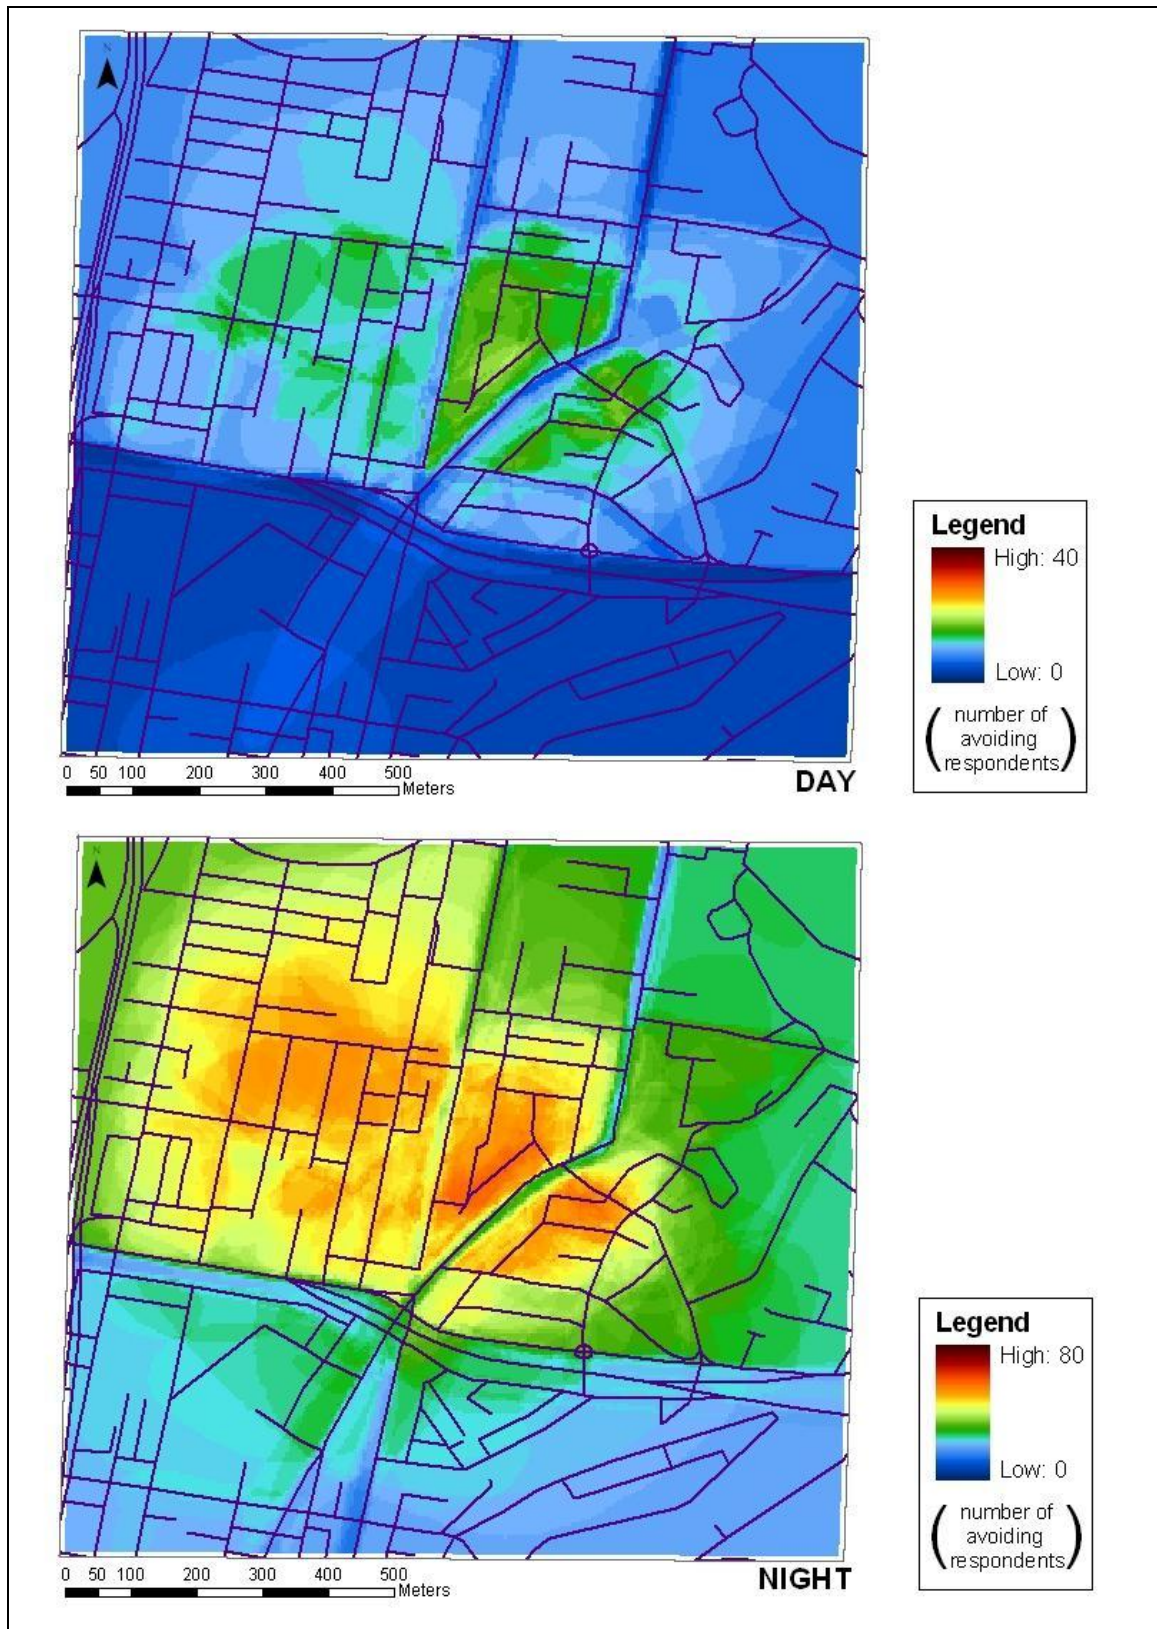 N
Legend
High: 40
Low: 0
( number of
avoiding
respondents )
0 50 100 200 300 400 500
Meters
DAY
N
Legend
High: 80
Low: 0
( number of
avoiding
respondents )
0 50 100 200 300 400 500
Meters
NIGHT